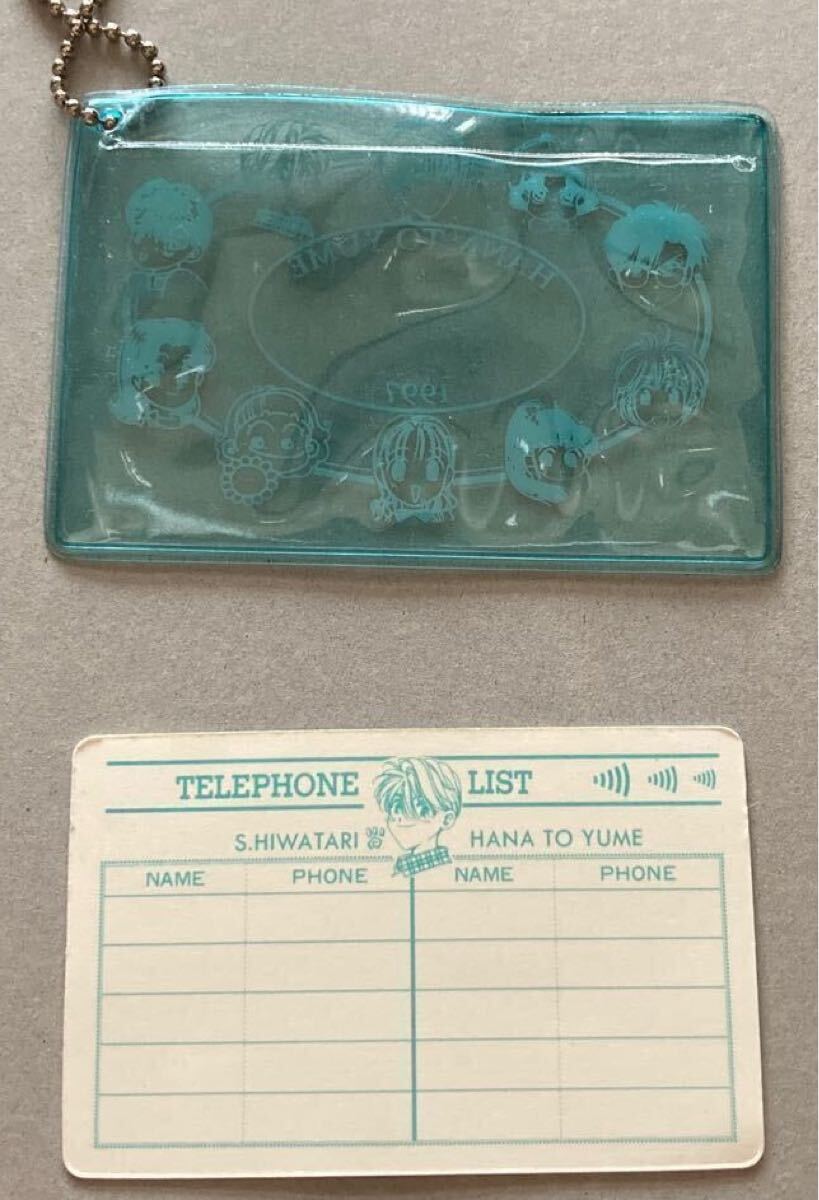 HANA TO YUME
1997
TELEPHONE LIST
S.HIWATARI HANA TO YUME
NAME PHONE NAME PHONE